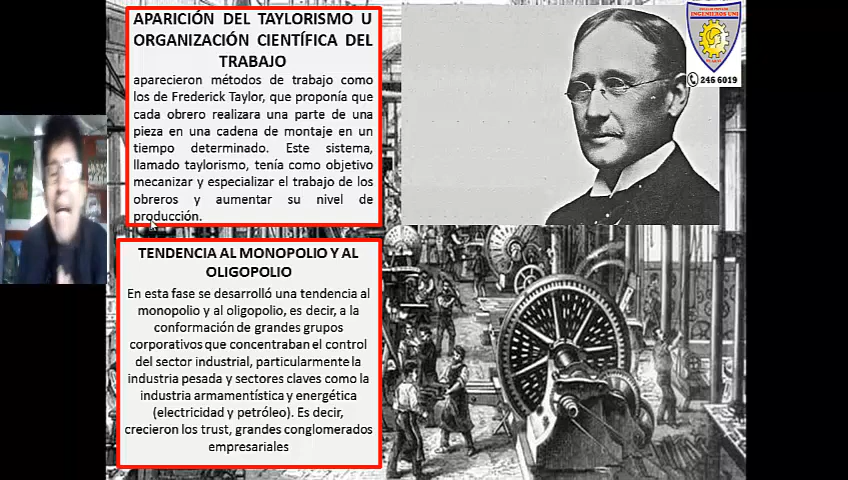 APARICIÓN DEL TAYLORISMO U
ORGANIZACIÓN CIENTÍFICA DEL
TRABAJO
aparecieron métodos de trabajo como
los de Frederick Taylor, que proponía que
cada obrero realizara una parte de una
pieza en una cadena de montaje en un
tiempo determinado. Este sistema,
llamado taylorismo, tenía como objetivo
mecanizar y especializar el trabajo de los
obreros y aumentar su nivel de
producción.
INGENIEROS UNI
246 6019
TENDENCIA AL MONOPOLIO Y AL
OLIGOPOLIO
En esta fase se desarrolló una tendencia al
monopolio y al oligopolio, es decir, a la
conformación de grandes grupos
corporativos que concentraban el control
del sector industrial, particularmente la
industria pesada y sectores claves como la
industria armamentística y energética
(electricidad y petróleo). Es decir,
crecieron los trust, grandes conglomerados
empresariales